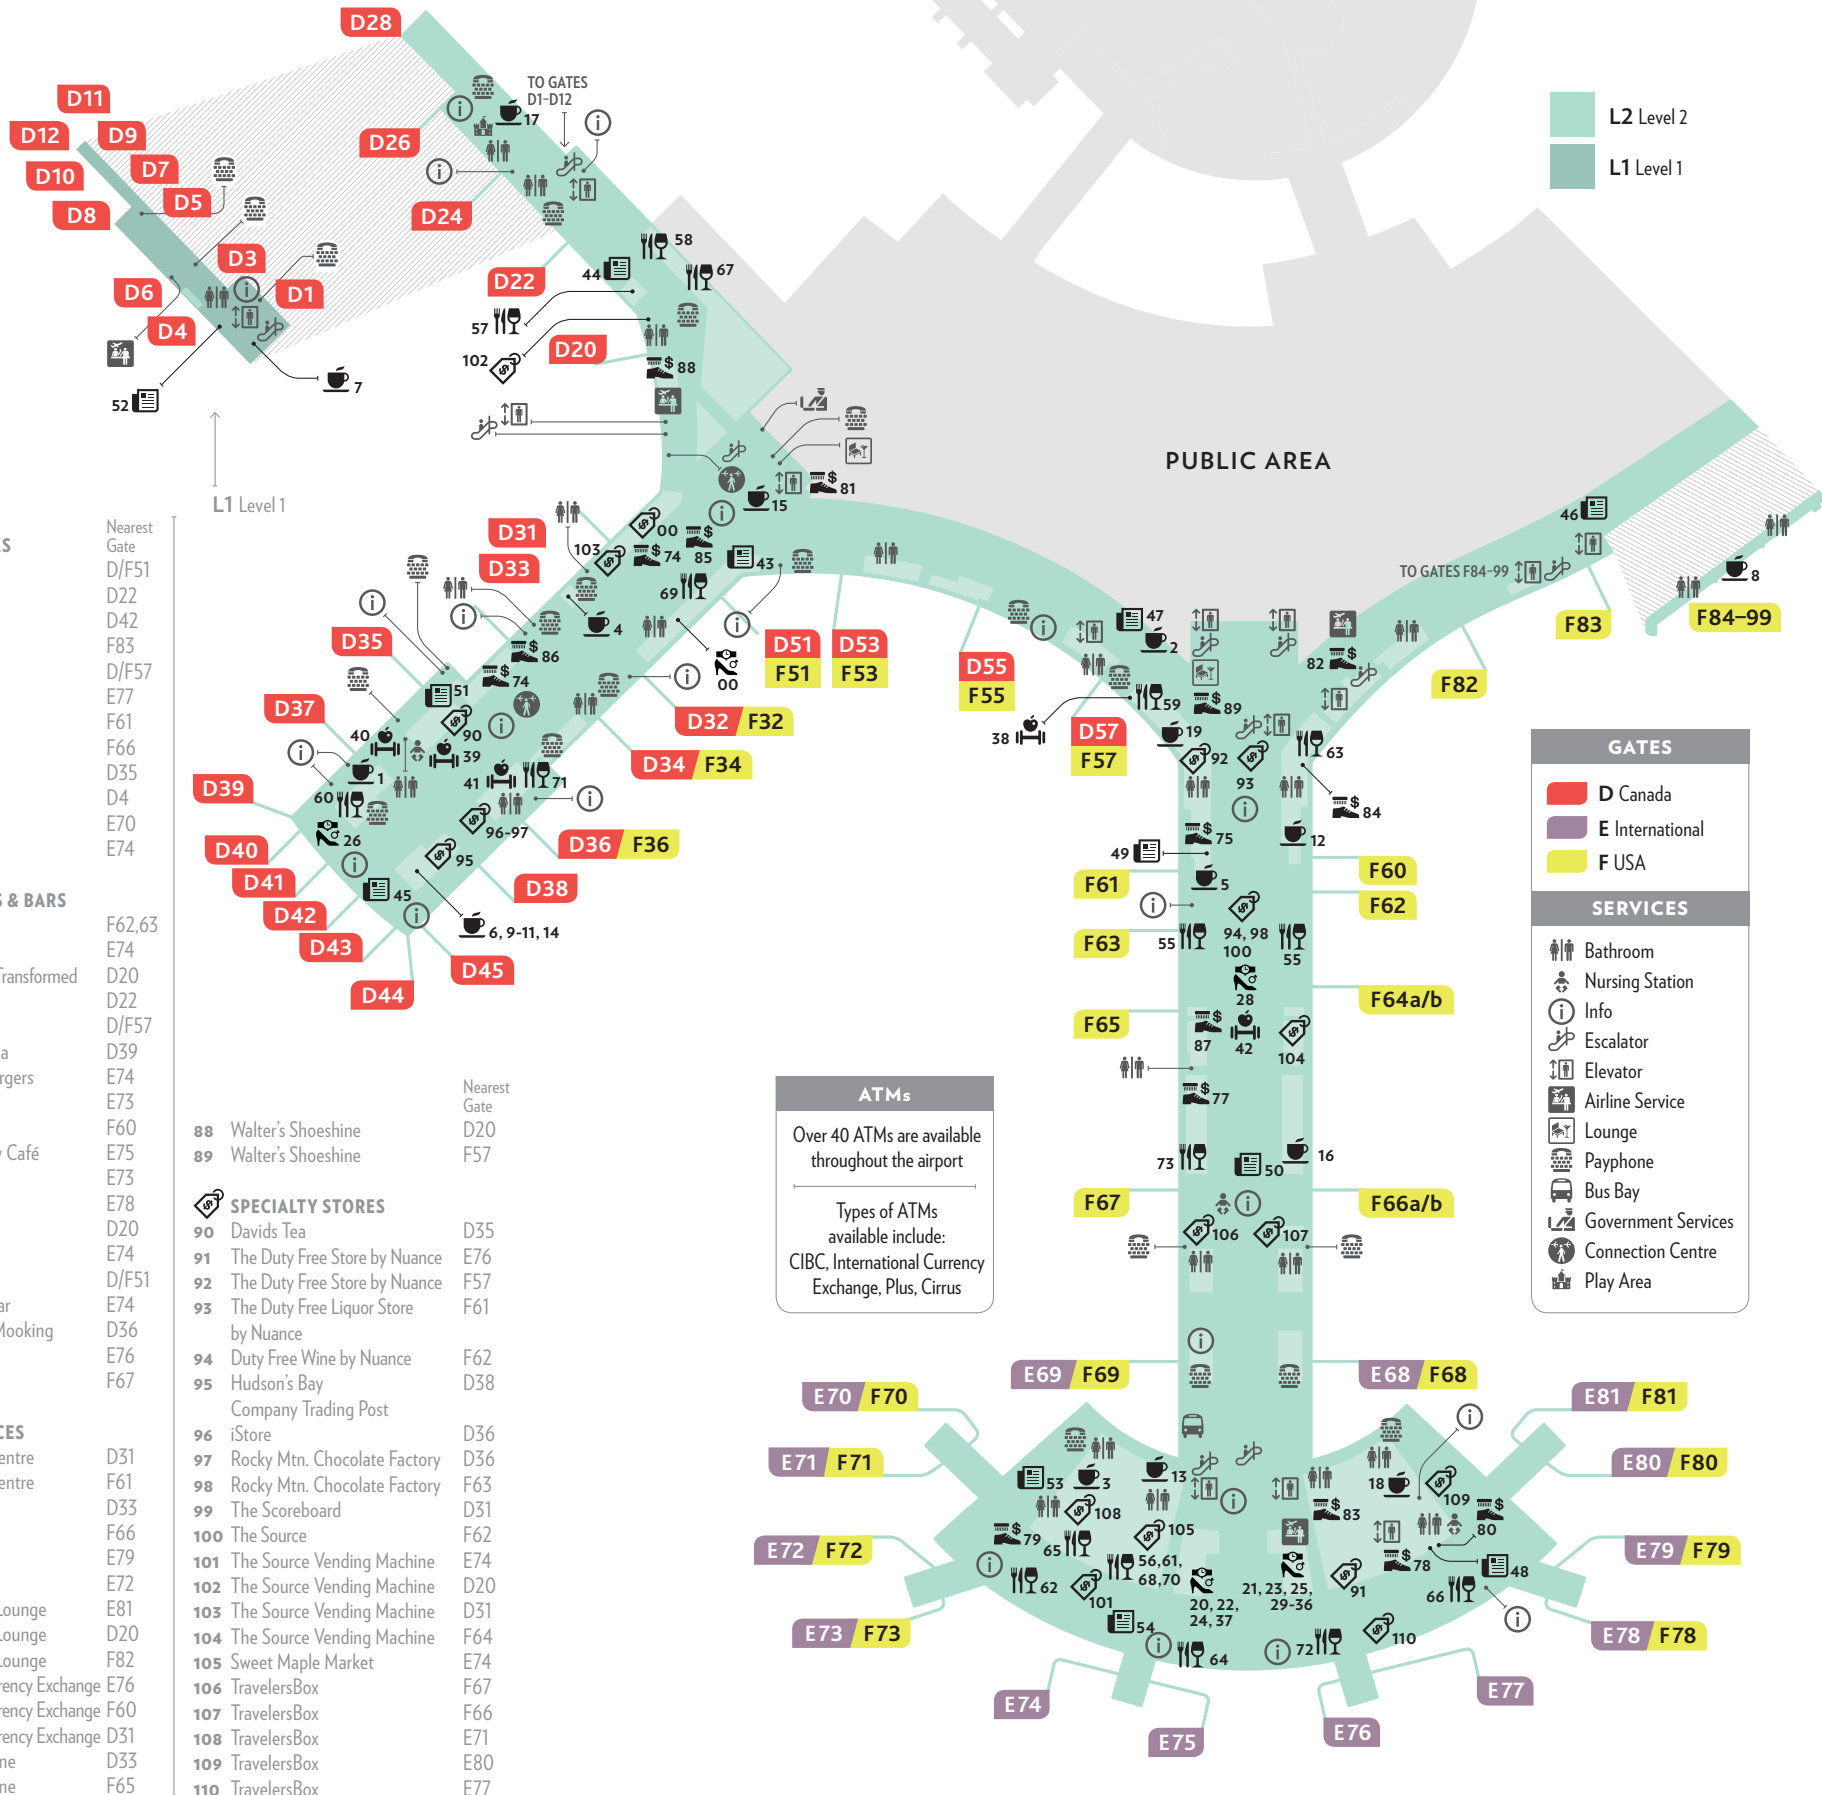 D28
TO GATES
D1-D12
D11
D12
D9
D26
17
D10
D7
D8
D5
D24
D3
58
44
67
D6
D1
D22
D4
57
102
D20
88
52
7
L1 Level 1
81
15
D31
00
103
74
85
43
D33
69
4
D35
86
74
00
D51
F51
D53
F53
D55
F55
D57
F57
51
D37
90
40
39
D32 / F32
1
41
71
D34 / F34
D39
60
96-97
26
D36 / F36
D40
95
D41
D38
45
D42
6, 9-11, 14
D43
D45
D44
PUBLIC AREA
L2 Level 2
L1 Level 1
46
TO GATES F84-99
8
F83
F84–99
47
2
82
F82
59
89
38
19
63
92
93
84
75
12
49
F60
F61
5
F62
94, 98
100
F63
55
55
28
F64a/b
F65
87
42
104
77
73
50
16
F67
F66a/b
106
107
E69 / F69
E68 / F68
E70 / F70
E81 / F81
E71 / F71
E80 / F80
53
3
13
18
109
108
83
80
79
105
E72 / F72
E79 / F79
65
56, 61,
68, 70
78
48
62
101
20, 22,
24, 37
21, 23, 25,
29-36
91
66
E73 / F73
54
64
72
110
E78 / F78
E74
E75
E76
E77
GATES
D Canada
E International
F USA
SERVICES
Bathroom
Nursing Station
Info
Escalator
Elevator
Airline Service
Lounge
Payphone
Bus Bay
Government Services
Connection Centre
Play Area
ATMs
Over 40 ATMs are available
throughout the airport
Types of ATMs
available include:
CIBC, International Currency
Exchange, Plus, Cirrus
Nearest
Gate
S
D/F51
D22
D42
F83
D/F57
E77
F61
F66
D35
D4
E70
E74
S & BARS
F62,63
E74
Transformed D20
D22
D/F57
a D39
rgers E74
E73
F60
y Café E75
E73
E78
D20
E74
D/F51
ar E74
Mooking D36
E76
F67
CES
entre D31
entre F61
D33
F66
E79
E72
Lounge E81
Lounge D20
Lounge F82
rency Exchange E76
rency Exchange F60
rency Exchange D31
ne D33
ne F65
Nearest
Gate
88 Walter's Shoeshine D20
89 Walter's Shoeshine F57
SPECIALTY STORES
90 Davids Tea D35
91 The Duty Free Store by Nuance E76
92 The Duty Free Store by Nuance F57
93 The Duty Free Liquor Store F61
by Nuance
94 Duty Free Wine by Nuance F62
95 Hudson's Bay D38
Company Trading Post
96 iStore D36
97 Rocky Mtn. Chocolate Factory D36
98 Rocky Mtn. Chocolate Factory F63
99 The Scoreboard D31
100 The Source F62
101 The Source Vending Machine E74
102 The Source Vending Machine D20
103 The Source Vending Machine D31
104 The Source Vending Machine F64
105 Sweet Maple Market E74
106 TravelersBox F67
107 TravelersBox F66
108 TravelersBox E71
109 TravelersBox E80
110 TravelersBox E77